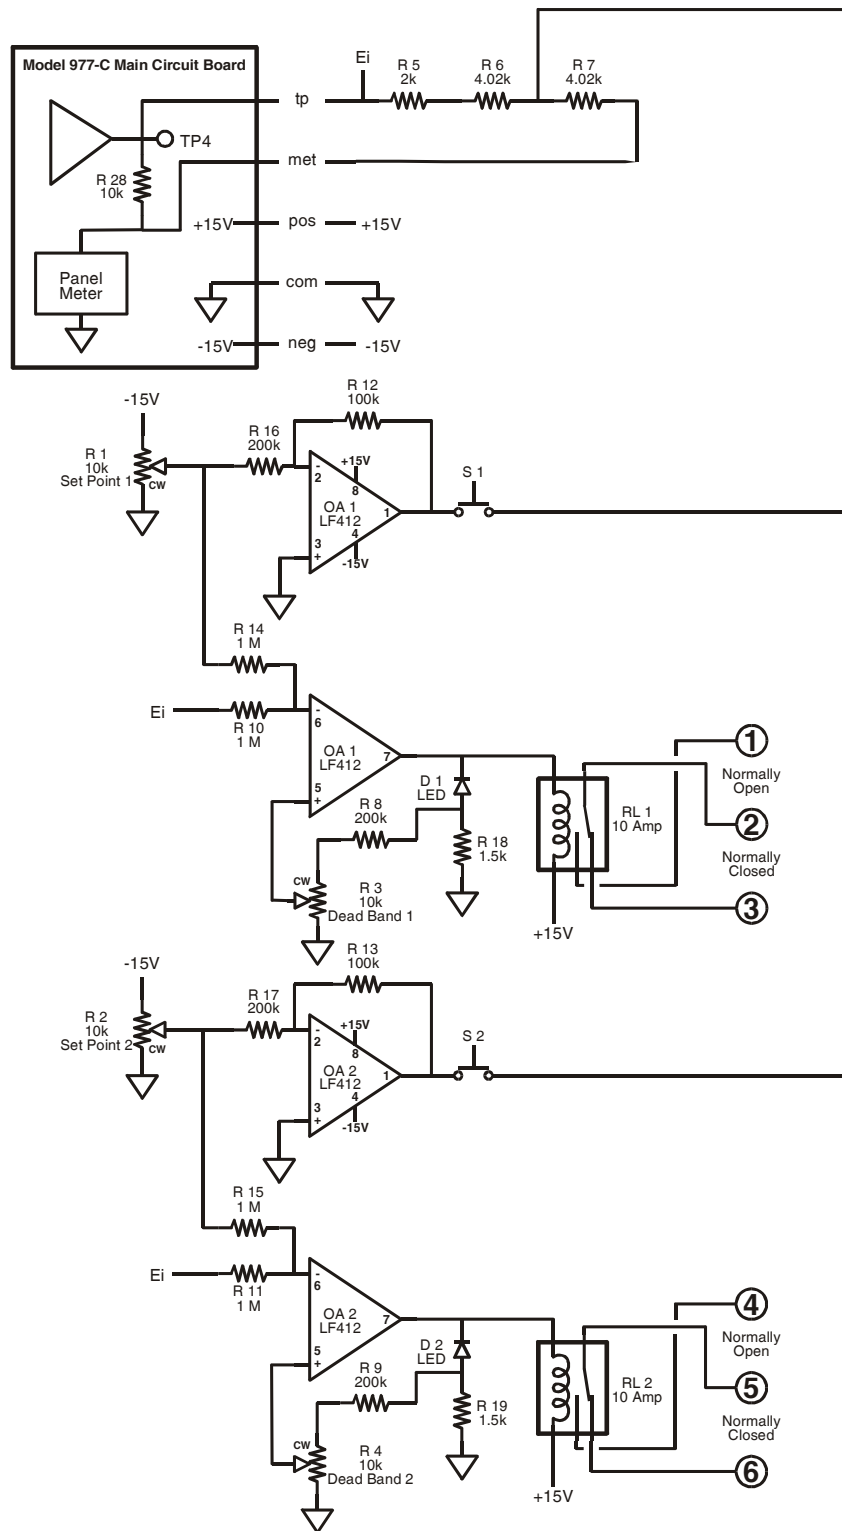 Ei
R 5
2k
R 6
4.02k
R 7
4.02k
Model 977-C Main Circuit Board
tp
TP4
R 28
10k
met
+15V
pos
+15V
Panel
Meter
com
-15V
neg
-15V
-15V
R 1
10k
Set Point 1
CW
R 16
200k
R 12
100k
-
2
+15V
8
OA 1
LF412
1
3
+
4
-15V
S 1
R 14
1 M
Ei
R 10
1 M
-
6
OA 1
LF412
7
5
+
D 1
LED
R 8
200k
R 18
1.5k
CW
R 3
10k
Dead Band 1
RL 1
10 Amp
+15V
1
Normally
Open
2
Normally
Closed
3
-15V
R 2
10k
Set Point 2
CW
R 17
200k
R 13
100k
-
2
+15V
8
OA 2
LF412
1
3
+
4
-15V
S 2
R 15
1 M
Ei
R 11
1 M
-
6
OA 2
LF412
7
5
+
D 2
LED
R 9
200k
R 19
1.5k
CW
R 4
10k
Dead Band 2
RL 2
10 Amp
+15V
4
Normally
Open
5
Normally
Closed
6